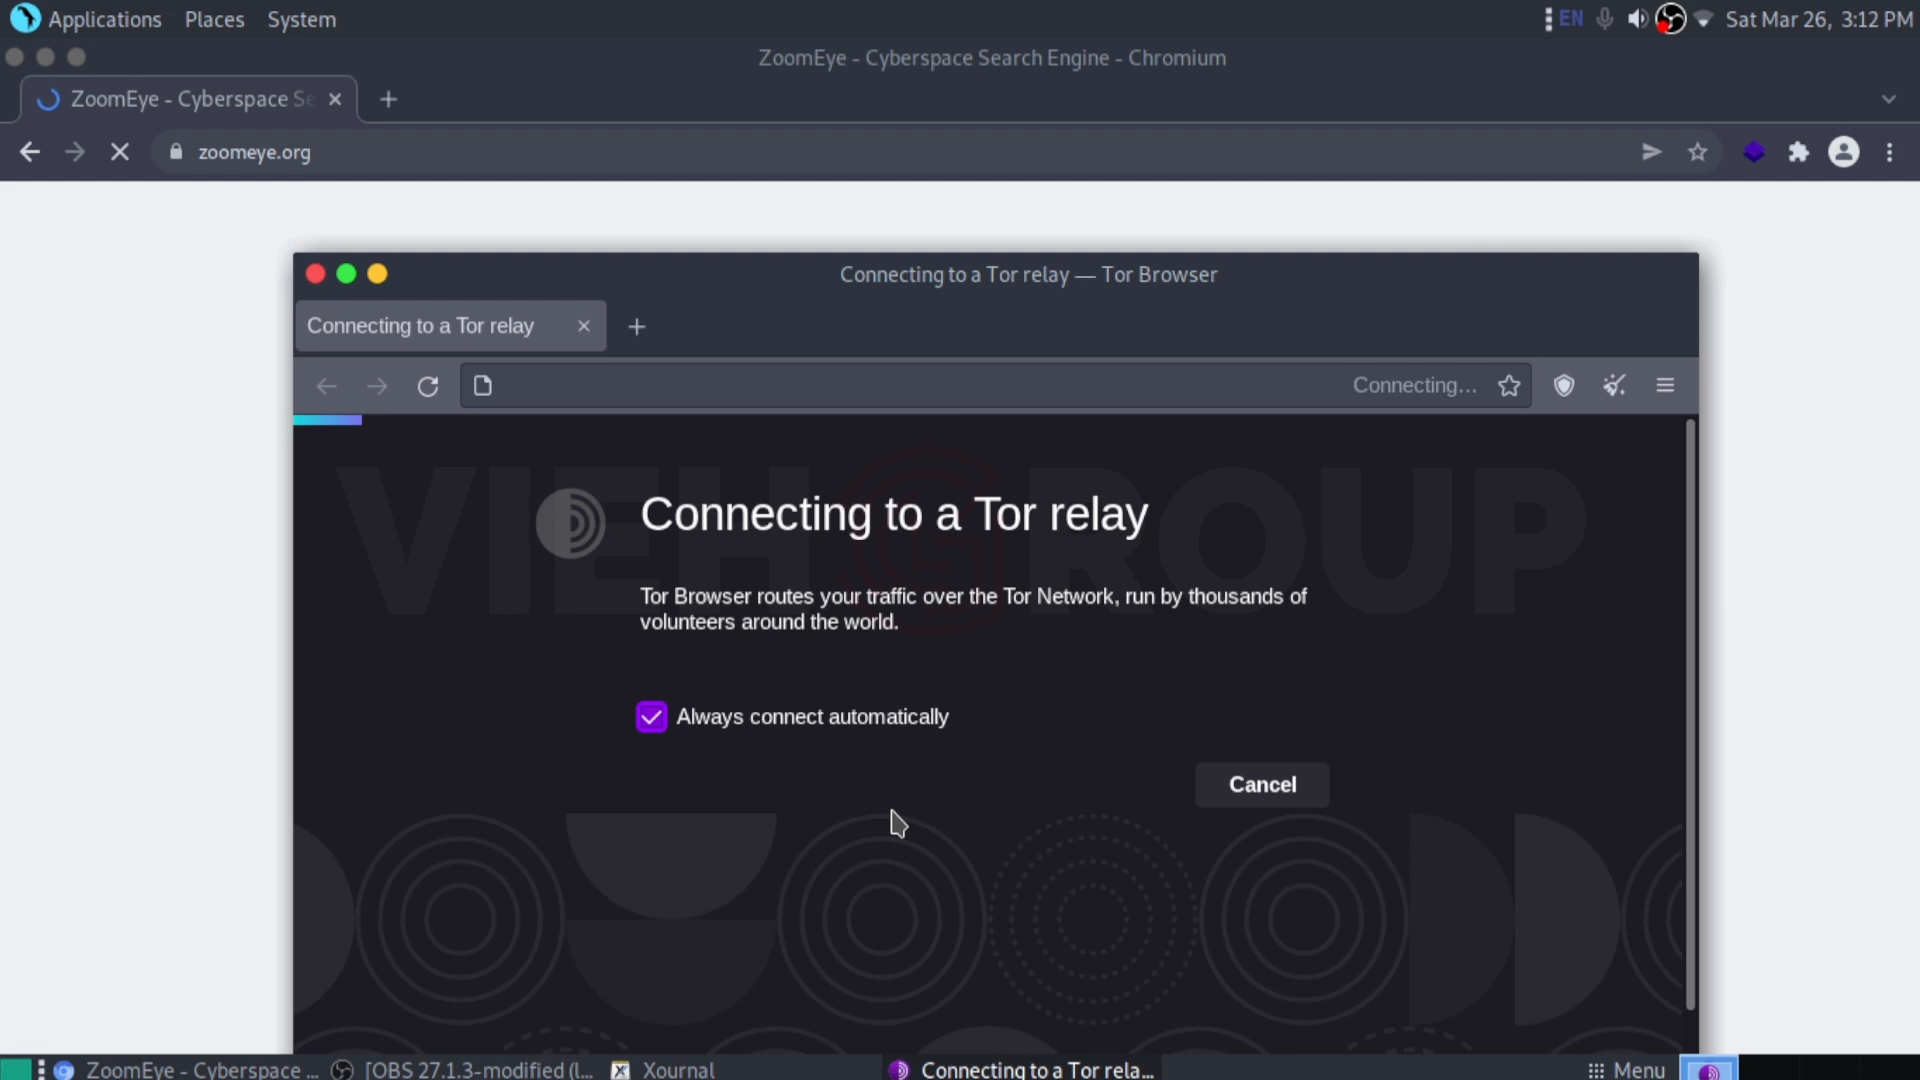 Applications Places System
EN Sat Mar 26, 3:12 PM
ZoomEye - Cyberspace Search Engine - Chromium
ZoomEye - Cyberspace Se
zoomeye.org
Connecting to a Tor relay — Tor Browser
Connecting to a Tor relay
Connecting...
VIEH GROUP
Connecting to a Tor relay
Tor Browser routes your traffic over the Tor Network, run by thousands of
volunteers around the world.
Always connect automatically
Cancel
ZoomEye - Cyberspace ... [OBS 27.1.3-modified (l... Xournal Connecting to a Tor rela... Menu